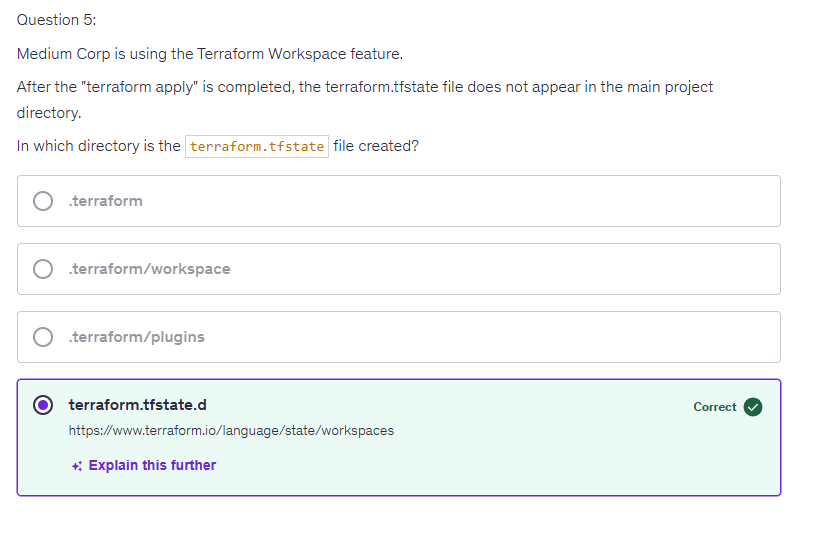 Question 5:
Medium Corp is using the Terraform Workspace feature.
After the "terraform apply" is completed, the terraform.tfstate file does not appear in the main project
directory.
In which directory is the terraform.tfstate file created?
.terraform
.terraform/workspace
.terraform/plugins
terraform.tfstate.d
Correct
https://www.terraform.io/language/state/workspaces
Explain this further